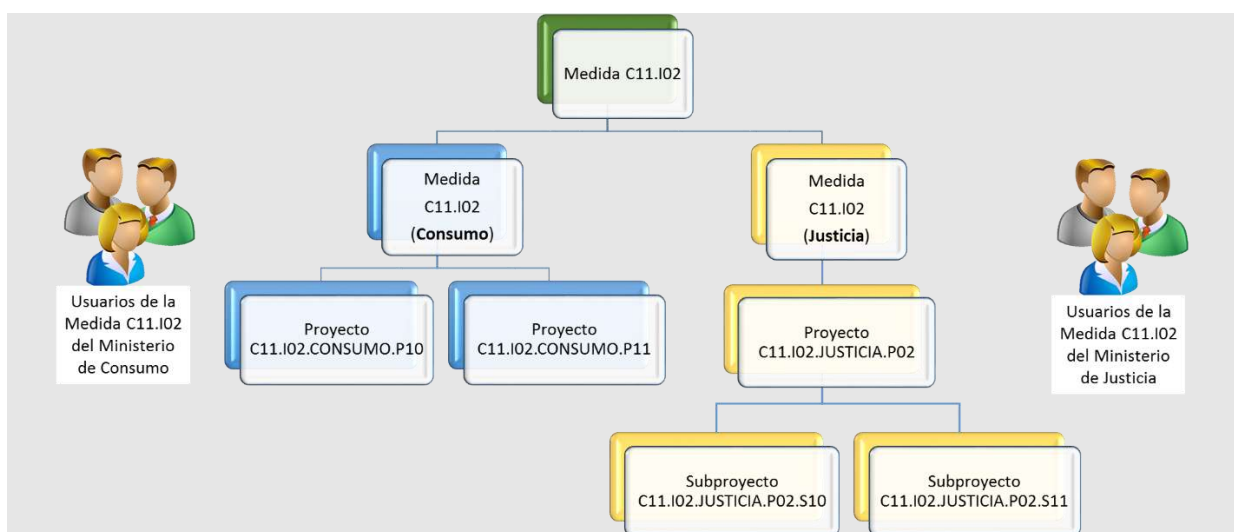 Medida C11.I02
Medida
C11.I02
(Consumo)
Medida
C11.I02
(Justicia)
Usuarios de la
Medida C11.I02
del Ministerio
de Consumo
Proyecto
C11.I02.CONSUMO.P10
Proyecto
C11.I02.CONSUMO.P11
Proyecto
C11.I02.JUSTICIA.P02
Usuarios de la
Medida C11.I02
del Ministerio
de Justicia
Subproyecto
C11.I02.JUSTICIA.P02.S10
Subproyecto
C11.I02.JUSTICIA.P02.S11